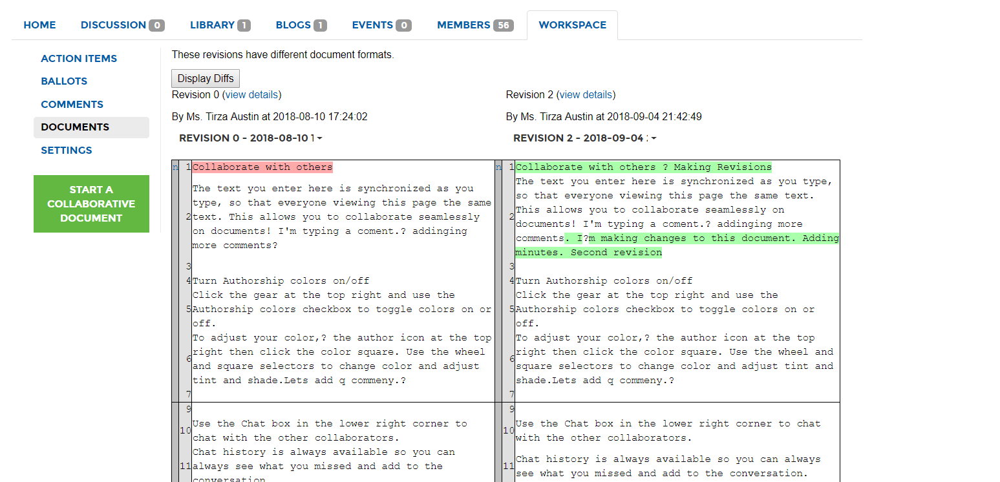 HOME DISCUSSION 0 LIBRARY 1 BLOGS 1 EVENTS 0 MEMBERS 56 WORKSPACE
ACTION ITEMS
BALLOTS
COMMENTS
DOCUMENTS
SETTINGS
START A
COLLABORATIVE
DOCUMENT
These revisions have different document formats.
Display Diffs
Revision 0 (view details)
By Ms. Tirza Austin at 2018-08-10 17:24:02
REVISION 0 - 2018-08-10 1
n 1 Collaborate with others
The text you enter here is synchronized as you
type, so that everyone viewing this page the same
2 text. This allows you to collaborate seamlessly
on documents! I'm typing a coment.? addinging
more comments?
3
4 Turn Authorship colors on/off
Click the gear at the top right and use the
5 Authorship colors checkbox to toggle colors on or
off.
To adjust your color,? the author icon at the top
6 right then click the color square. Use the wheel
and square selectors to change color and adjust
tint and shade.Lets add q commeny.?
7
9
10 Use the Chat box in the lower right corner to
chat with the other collaborators.
Chat history is always available so you can
11 always see what you missed and add to the
conversation
Revision 2 (view details)
By Ms. Tirza Austin at 2018-09-04 21:42:49
REVISION 2 - 2018-09-04 :
n 1 Collaborate with others ? Making Revisions
The text you enter here is synchronized as you type,
so that everyone viewing this page the same text.
2 This allows you to collaborate seamlessly on
documents! I'm typing a coment.? addinging more
comments. I?m making changes to this document. Adding
minutes. Second revision
3
4 Turn Authorship colors on/off
Click the gear at the top right and use the
5 Authorship colors checkbox to toggle colors on or
off.
To adjust your color,? the author icon at the top
6 right then click the color square. Use the wheel and
square selectors to change color and adjust tint and
shade.Lets add q commeny.?
7
9
10 Use the Chat box in the lower right corner to chat
with the other collaborators.
11 Chat history is always available so you can always
see what you missed and add to the conversation.